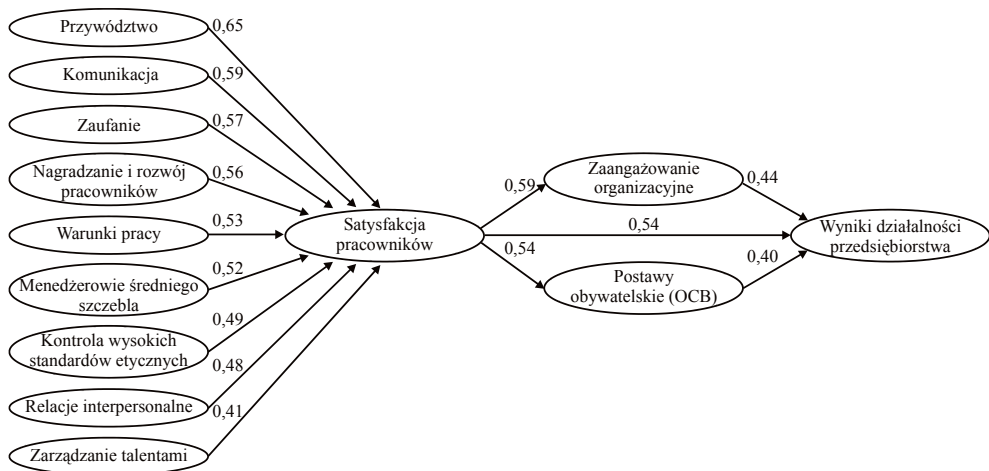 Przywództwo
0,65
Komunikacja
0,59
Zaufanie
0,57
Nagradzanie i rozwój
pracowników
0,56
Warunki pracy
0,53
Menedżerowie średniego
szczebla
0,52
Kontrola wysokich
standardów etycznych
0,49
Relacje interpersonalne
0,48
Zarządzanie talentami
0,41
Satysfakcja
pracowników
0,59
0,54
0,54
Zaangażowanie
organizacyjne
0,44
Postawy
obywatelskie (OCB)
0,40
Wyniki działalności
przedsiębiorstwa